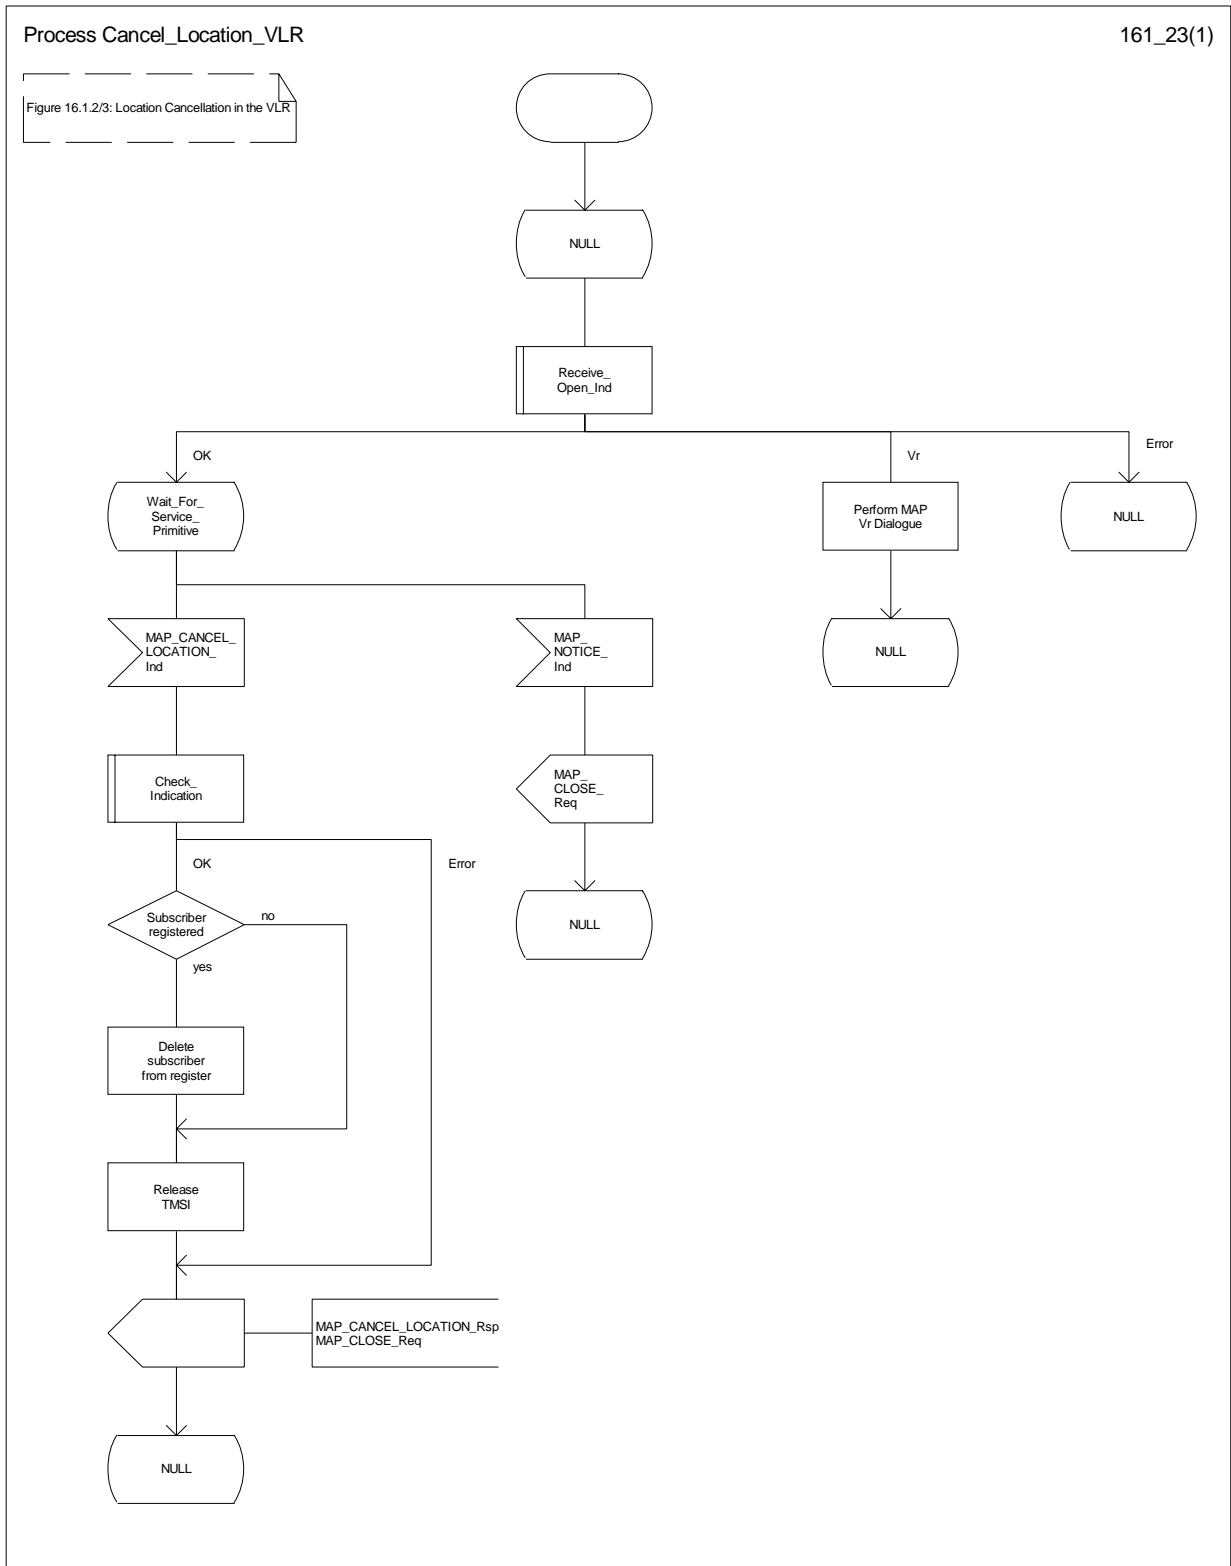 Process Cancel_Location_VLR
161_23(1)
Figure 16.1.2/3: Location Cancellation in the VLR
NULL
Receive_
Open_Ind
OK
Vr
Error
Wait_For_
Service_
Primitive
Perform MAP
Vr Dialogue
NULL
MAP_CANCEL_
LOCATION_
Ind
MAP_
NOTICE_
Ind
NULL
Check_
Indication
MAP_
CLOSE_
Req
OK
Error
Subscriber
registered
no
yes
NULL
Delete
subscriber
from register
Release
TMSI
MAP_CANCEL_LOCATION_Rsp
MAP_CLOSE_Req
NULL